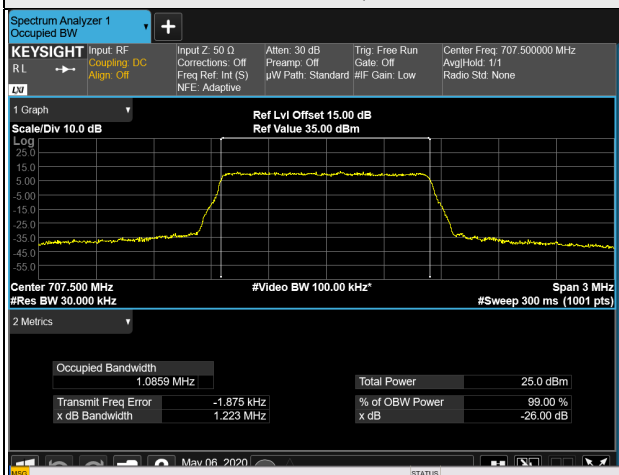 Spectrum Analyzer 1
Occupied BW
+
KEYSIGHT Input: RF Input Z: 50 Ω Atten: 30 dB Trig: Free Run Center Freq: 707.500000 MHz
RL Coupling: DC Corrections: Off Preamp: Off Gate: Off Avg|Hold: 1/1
Align: Off Freq Ref: Int (S) µW Path: Standard #IF Gain: Low Radio Std: None
LXI NFE: Adaptive
1 Graph
Ref Lvl Offset 15.00 dB
Scale/Div 10.0 dB Ref Value 35.00 dBm
Log
25.0
15.0
5.00
-5.00
-15.0
-25.0
-35.0
-45.0
-55.0
Center 707.500 MHz #Video BW 100.00 kHz* Span 3 MHz
#Res BW 30.000 kHz #Sweep 300 ms (1001 pts)
2 Metrics
Occupied Bandwidth
1.0859 MHz Total Power 25.0 dBm
Transmit Freq Error -1.875 kHz % of OBW Power 99.00 %
x dB Bandwidth 1.223 MHz x dB -26.00 dB
May 06, 2020
MSG STATUS